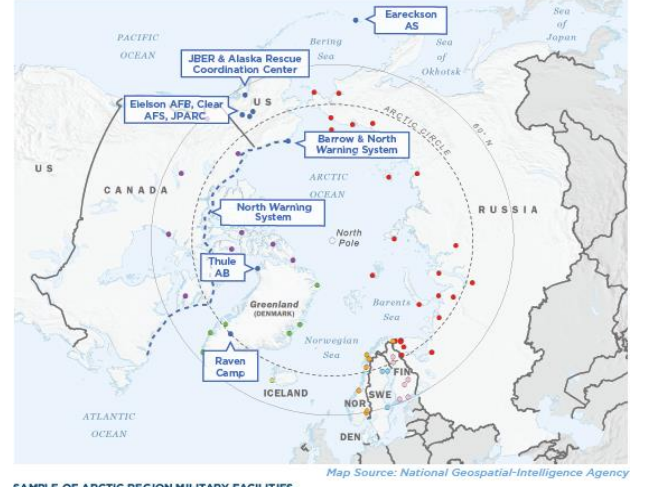 Eareckson
AS
Sea
of
Japan
PACIFIC
OCEAN
Bering
Sea
Sea
of
Okhotsk
JBER & Alaska Rescue
Coordination Center
US
Eielson AFB, Clear
AFS, JPARC
ARCTIC CIRCLE
60° N
Barrow & North
Warning System
US
CANADA
ARCTIC
OCEAN
RUSSIA
North Warning
System
North
Pole
Thule
AB
Greenland
(DENMARK)
Barents
Sea
Norwegian
Sea
Raven
Camp
FIN
ICELAND
SWE
NOR
ATLANTIC
OCEAN
DEN
Map Source: National Geospatial-Intelligence Agency
SAMPLE OF ARCTIC REGION MILITARY FACILITIES